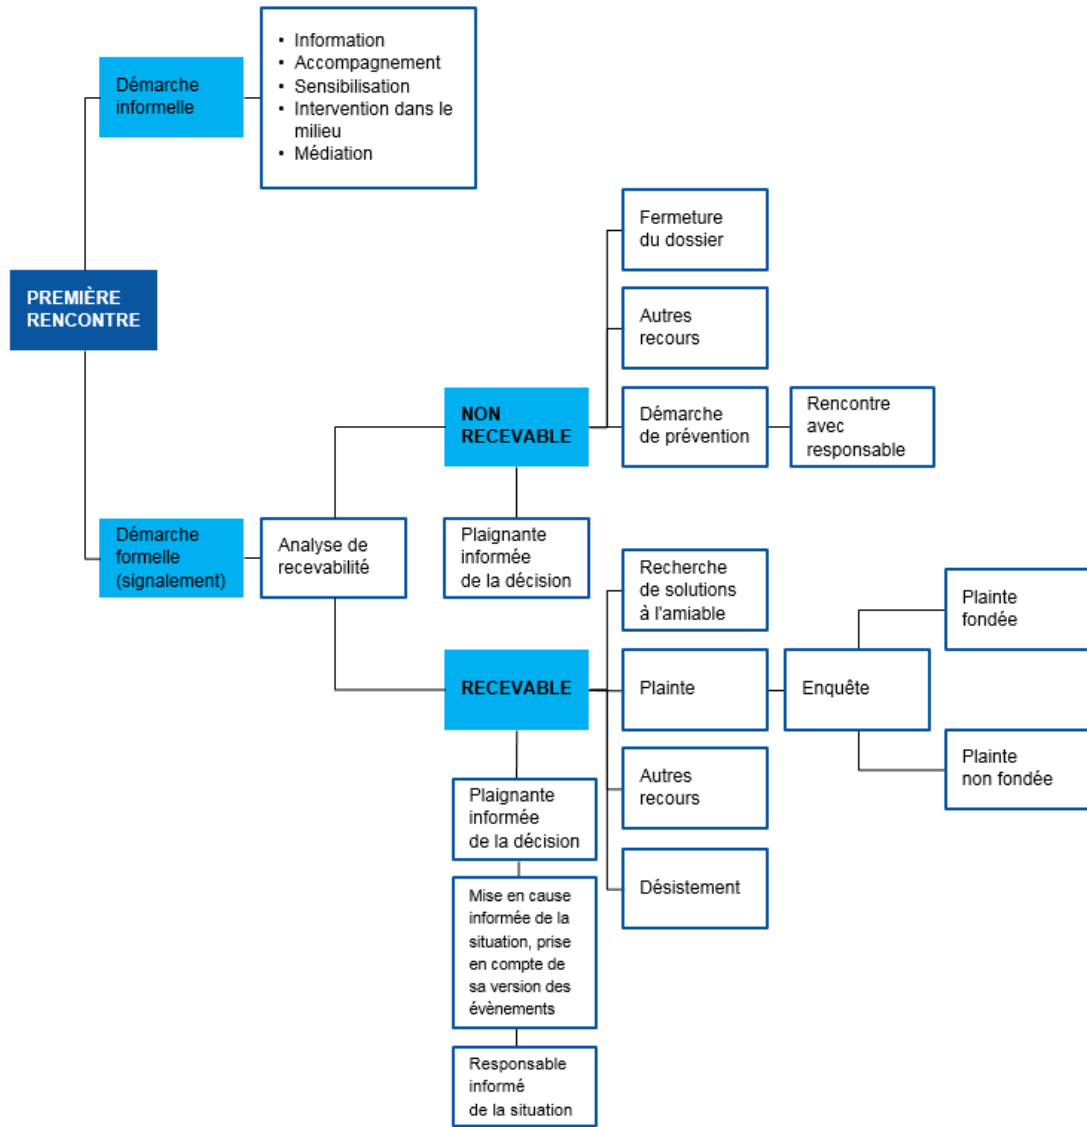 • Information
• Accompagnement
• Sensibilisation
• Intervention dans le
milieu
• Médiation
Démarche
informelle
PREMIÈRE
RENCONTRE
Démarche
formelle
(signalement)
Analyse de
recevabilité
NON
RECEVABLE
Plaignante
informée
de la décision
Fermeture
du dossier
Autres
recours
Démarche
de prévention
Rencontre
avec
responsable
RECEVABLE
Plaignante
informée
de la décision
Mise en cause
informée de la
situation, prise
en compte de
sa version des
évènements
Responsable
informé
de la situation
Recherche
de solutions
à l'amiable
Plainte
Enquête
Plainte
fondée
Plainte
non fondée
Autres
recours
Désistement